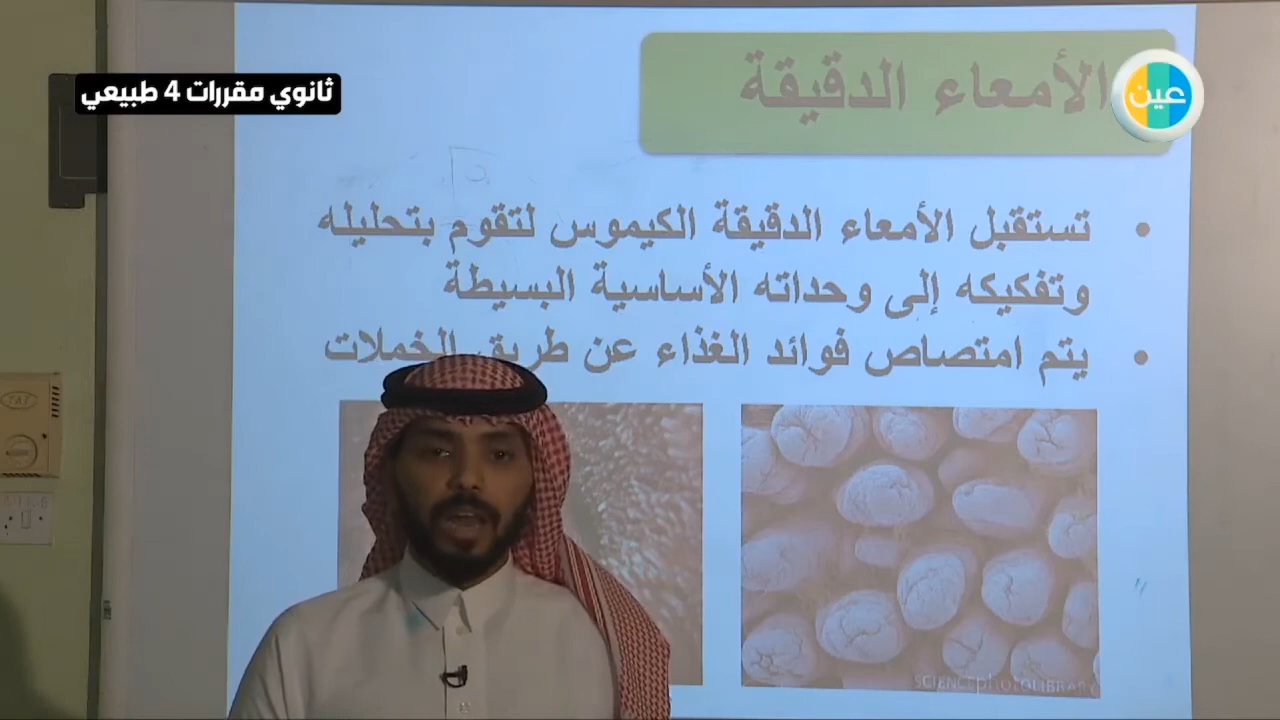 ثانوي مقررات 4 طبيعي
عين
الأمعاء الدقيقة
• تستقبل الأمعاء الدقيقة الكيموس لتقوم بتحليله
وتفكيكه إلى وحداته الأساسية البسيطة
• يتم امتصاص فوائد الغذاء عن طريق الخملات
SCIENCEPHOTOLIBRARY